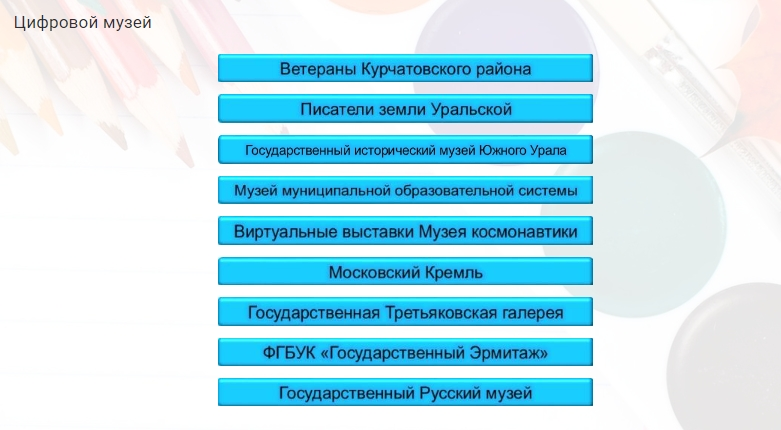 Цифровой музей
Ветераны Курчатовского района
Писатели земли Уральской
Государственный исторический музей Южного Урала
Музей муниципальной образовательной системы
Виртуальные выставки Музея космонавтики
Московский Кремль
Государственная Третьяковская галерея
ФГБУК «Государственный Эрмитаж»
Государственный Русский музей